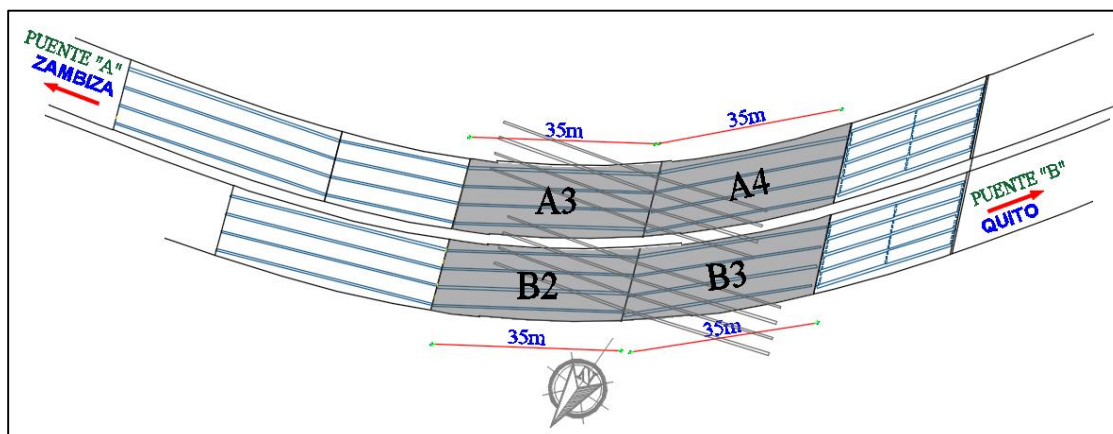 PUENTE "A"
ZAMBIZA
35m
35m
A3
A4
B2
B3
PUENTE "B"
QUITO
35m
35m
N